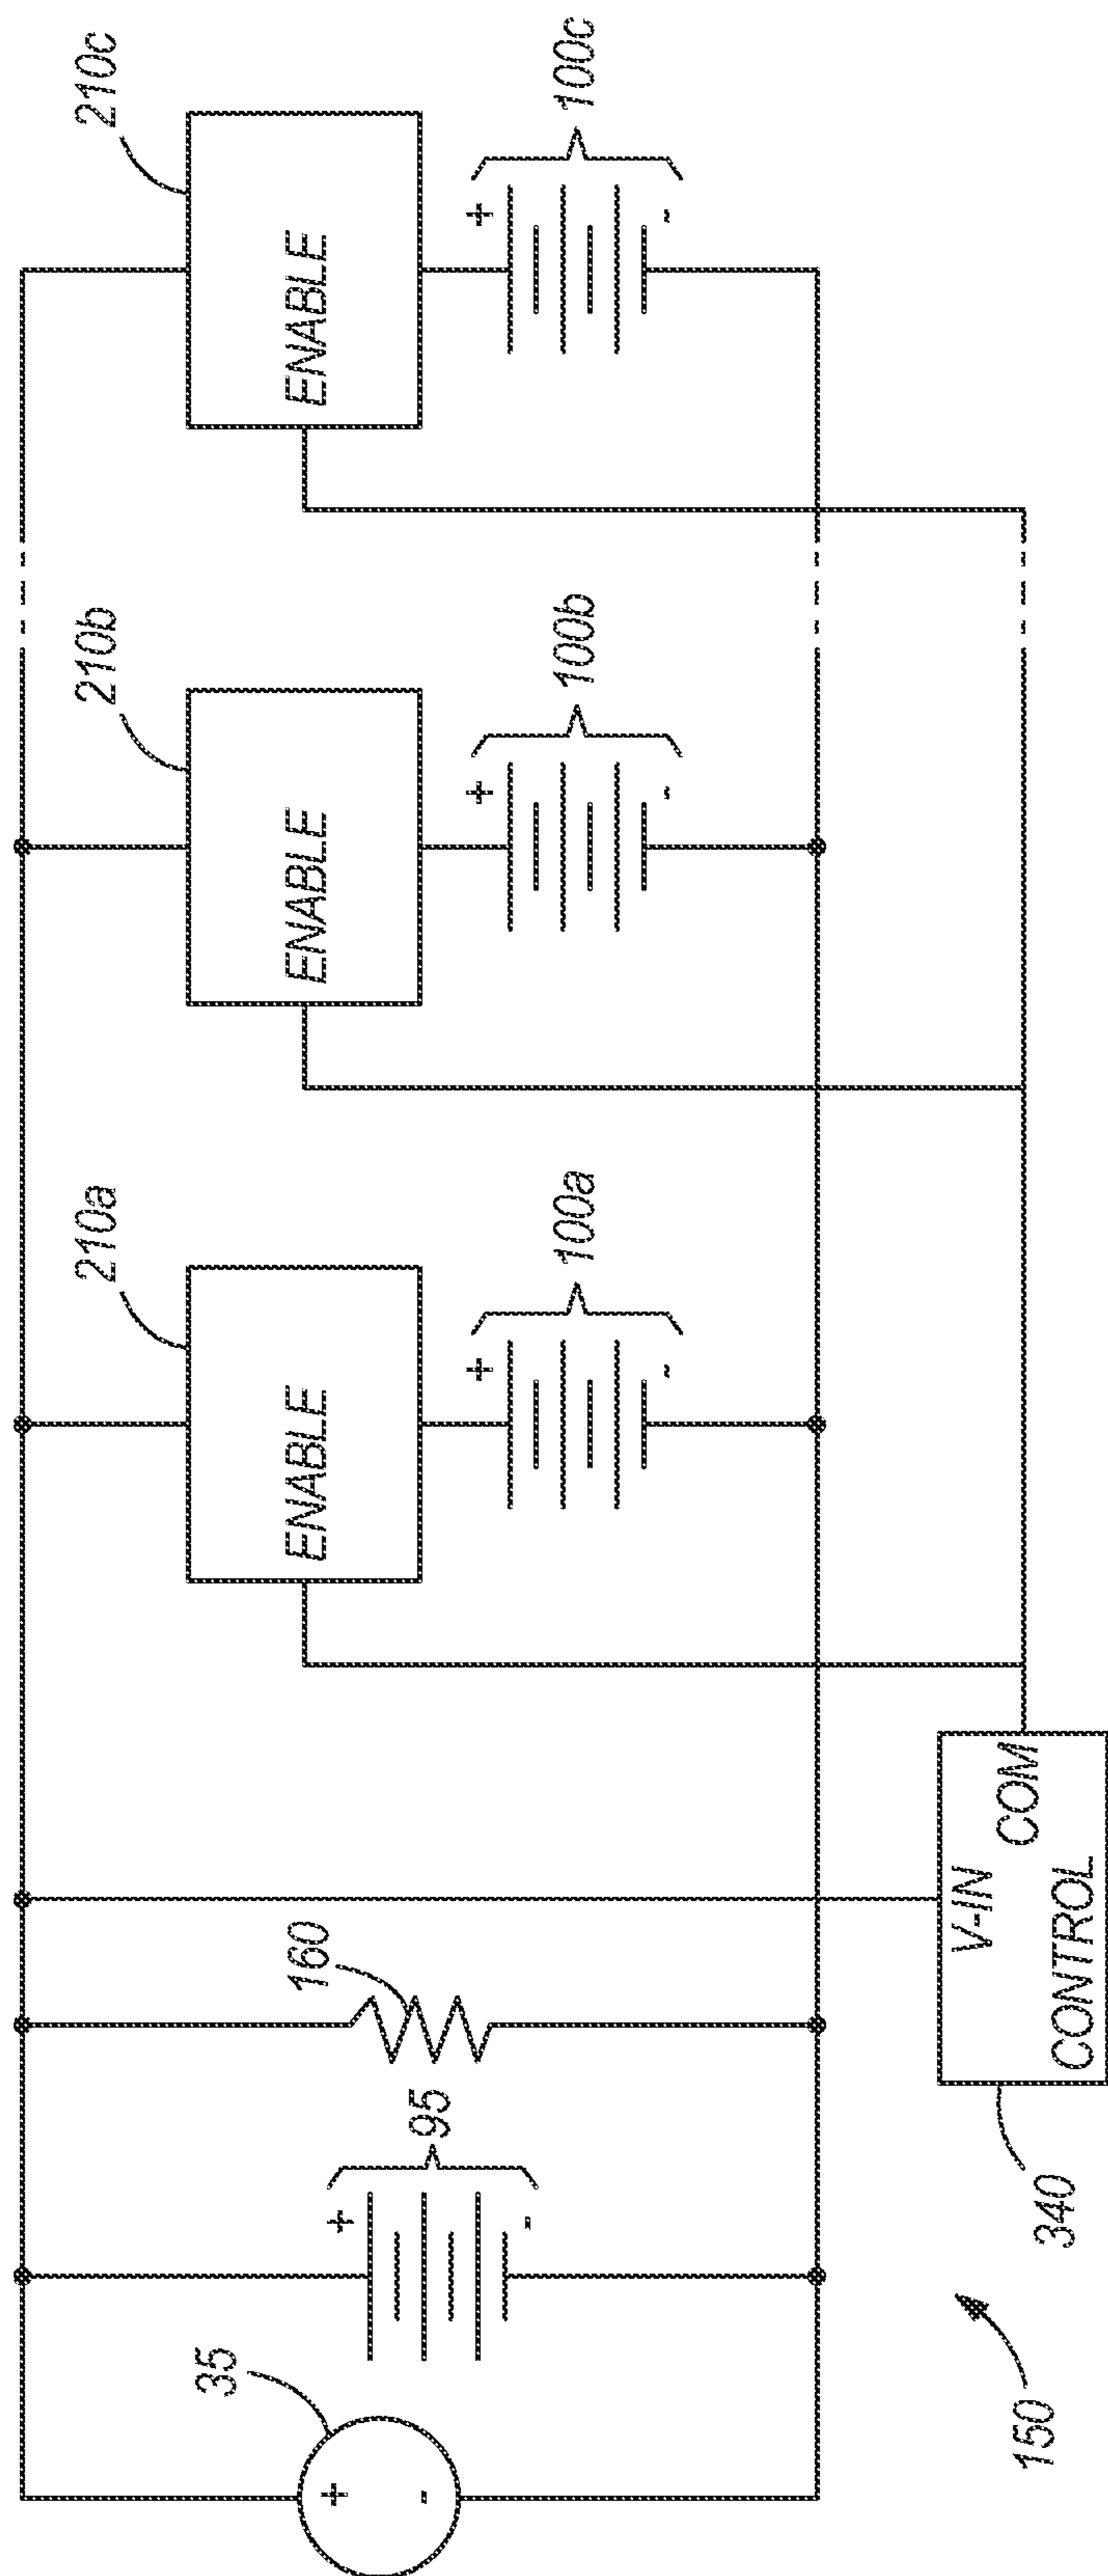 35
+
-
95
+
-
160
340
V-IN
COM
CONTROL
150
210a
ENABLE
100a
+
-
210b
ENABLE
100b
+
-
210c
ENABLE
100c
+
-